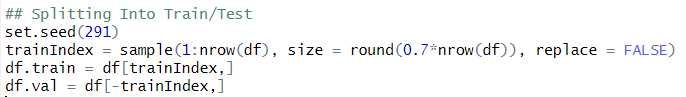 ## Splitting Into Train/Test
set.seed(291)
trainIndex = sample(1:nrow(df), size = round(0.7*nrow(df)), replace = FALSE)
df.train = df[trainIndex,]
df.val = df[-trainIndex,]